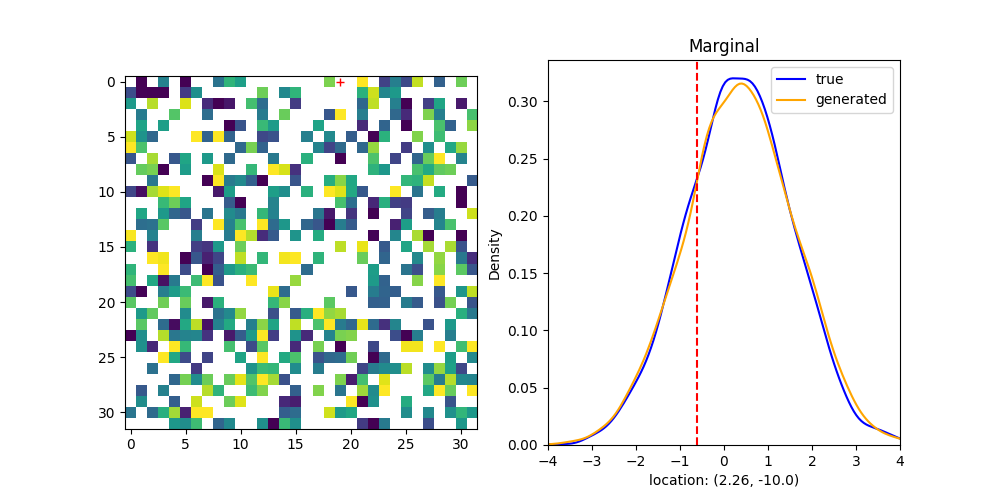 0
5
10
15
20
25
30
0 5 10 15 20 25 30
Marginal
true
generated
Density
0.30
0.25
0.20
0.15
0.10
0.05
0.00
−4 −3 −2 −1 0 1 2 3 4
location: (2.26, -10.0)